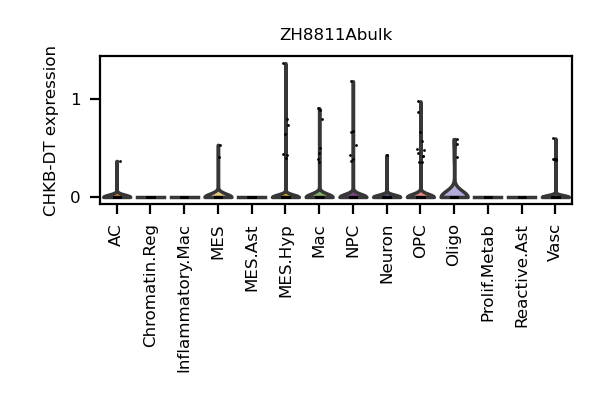 ZH8811Abulk
CHKB-DT expression
1
0
AC
Chromatin.Reg
Inflammatory.Mac
MES
MES.Ast
MES.Hyp
Mac
NPC
Neuron
OPC
Oligo
Prolif.Metab
Reactive.Ast
Vasc